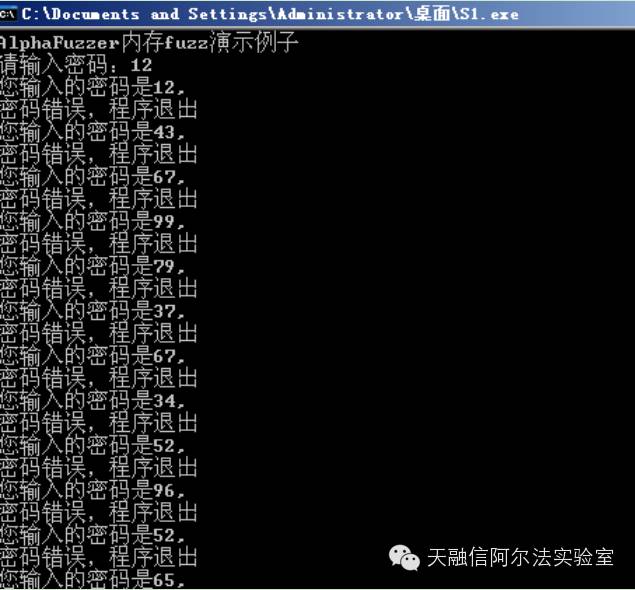 C:\Documents and Settings\Administrator\桌面\S1.exe
AlphaFuzzer内存fuzz演示例子
请输入密码：12
您输入的密码是12,
密码错误，程序退出
您输入的密码是43,
密码错误，程序退出
您输入的密码是67,
密码错误，程序退出
您输入的密码是99,
密码错误，程序退出
您输入的密码是79,
密码错误，程序退出
您输入的密码是37,
密码错误，程序退出
您输入的密码是67,
密码错误，程序退出
您输入的密码是34,
密码错误，程序退出
您输入的密码是52,
密码错误，程序退出
您输入的密码是96,
密码错误，程序退出
您输入的密码是52,
密码错误，程序退出
您输入的密码是65,
天融信阿尔法实验室